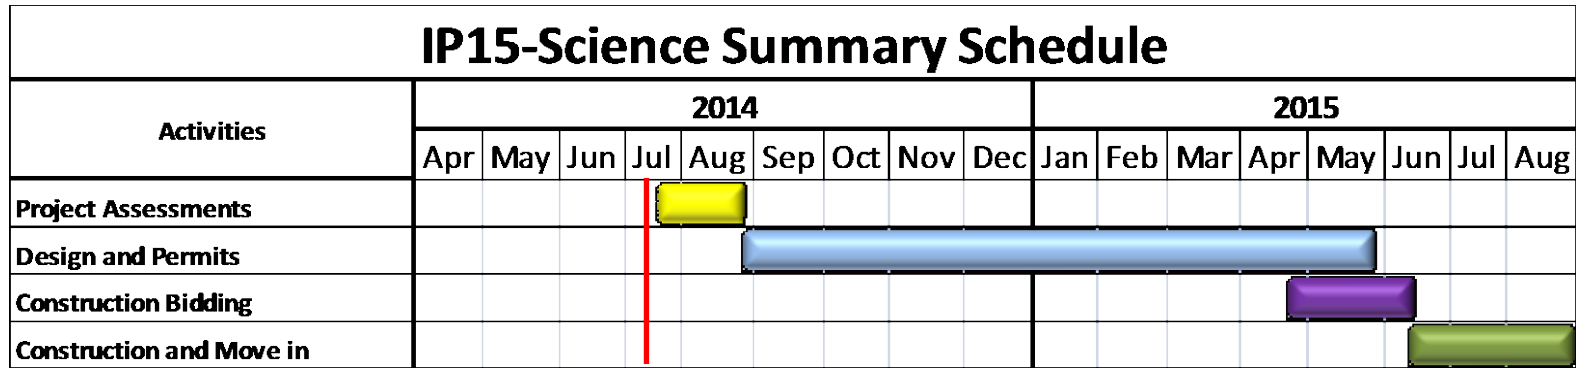 IP15-Science Summary Schedule
Activities
2014 2015
Apr May Jun Jul Aug Sep Oct Nov Dec Jan Feb Mar Apr May Jun Jul Aug
Project Assessments
Design and Permits
Construction Bidding
Construction and Move in